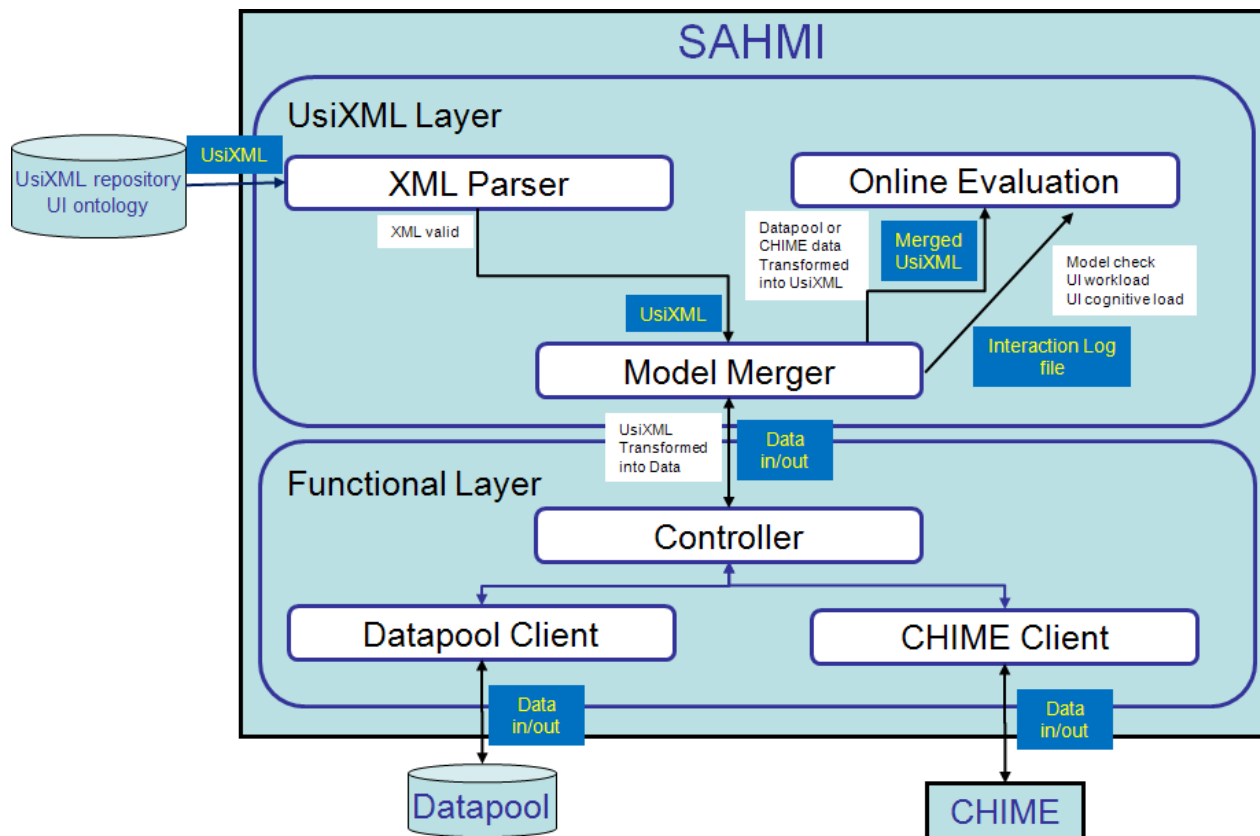 SAHMI
UsiXML Layer
UsiXML
UsiXML repository
UI ontology
XML Parser
Online Evaluation
XML valid
Datapool or
CHIME data
Transformed
into UsiXML
Merged
UsiXML
Model check
UI workload
UI cognitive load
UsiXML
Interaction Log
file
Model Merger
UsiXML
Transformed
into Data
Data
in/out
Functional Layer
Controller
Datapool Client
CHIME Client
Data
in/out
Data
in/out
Datapool
CHIME